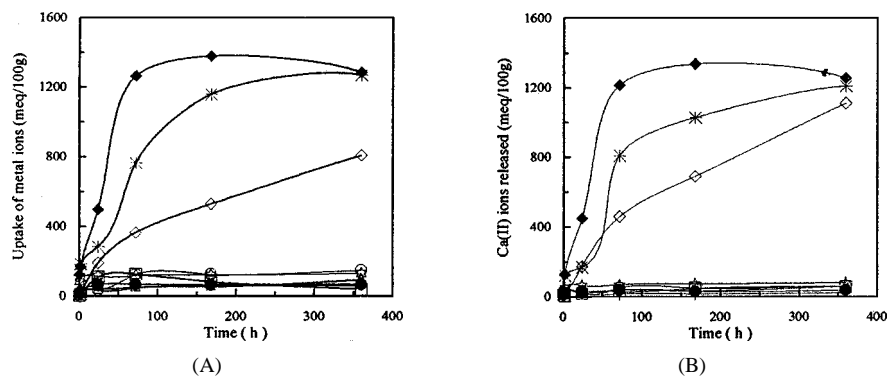 1600
1200
800
400
0
0 100 200 300 400
Uptake of metal ions (meq/100g)
Time ( h )
(A)
1600
1200
800
400
0
0 100 200 300 400
Ca(II) ions released (meq/100g)
Time ( h )
(B)